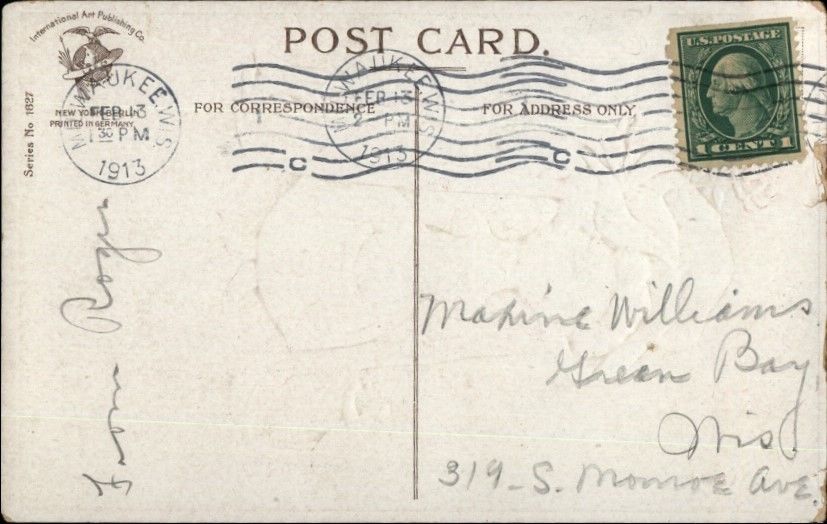 International Art Publishing Co.
NEW YORK-BERLIN
PRINTED IN GERMANY
Series No 1827
POST CARD.
FOR CORRESPONDENCE
FOR ADDRESS ONLY
MILWAUKEE, WIS.
FEB 13
1 30 PM
1913
MILWAUKEE, WIS.
FEB 13
2 PM
1913
C
C
U.S. POSTAGE
1 CENT 1
From Roger
Maxine Williams
Green Bay,
Wis.
319 - S. Monroe Ave.